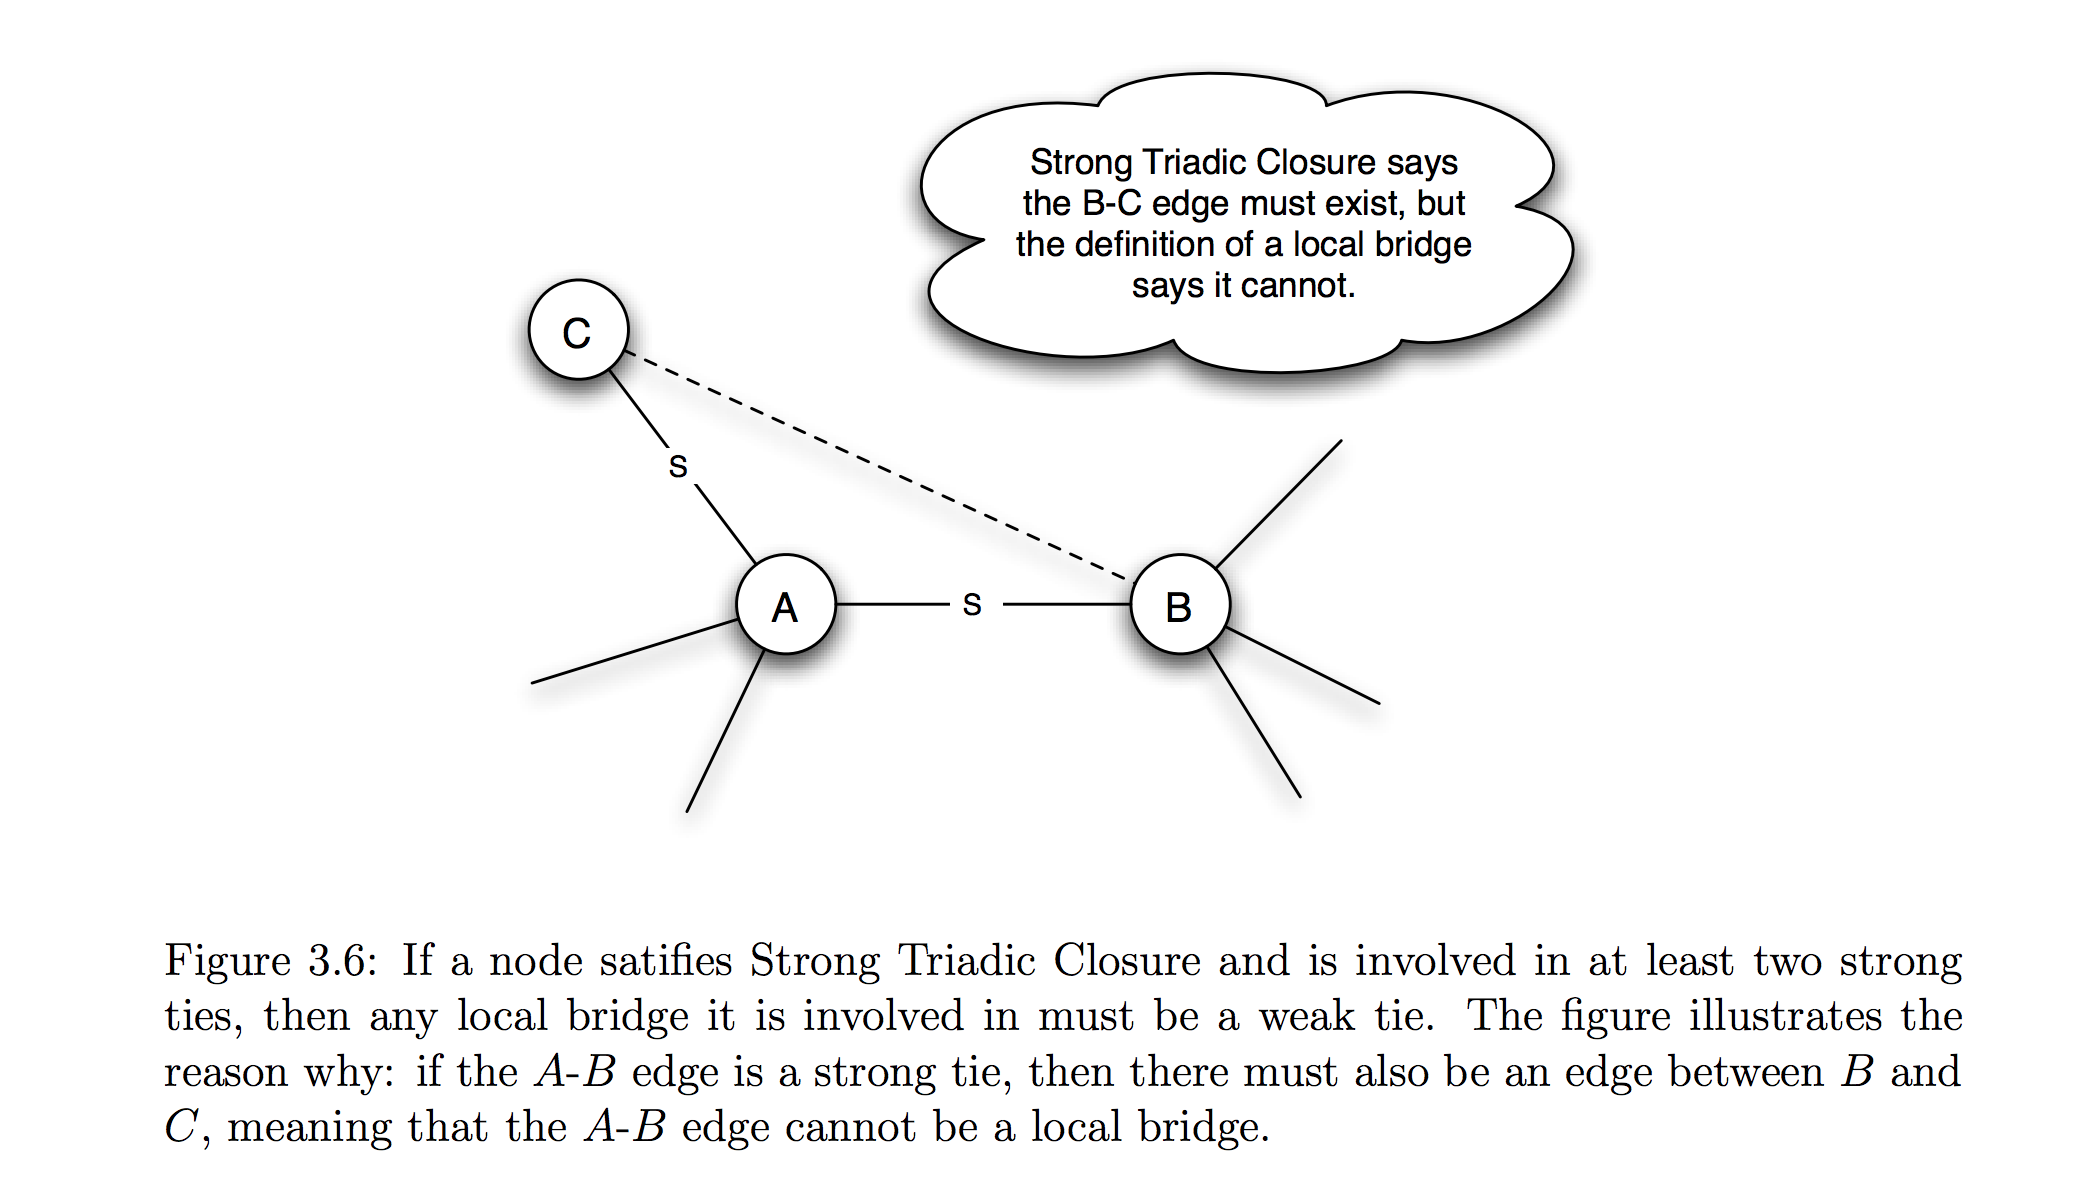 Strong Triadic Closure says
the B-C edge must exist, but
the definition of a local bridge
says it cannot.
C
S
A
S
B
Figure 3.6: If a node satifies Strong Triadic Closure and is involved in at least two strong
ties, then any local bridge it is involved in must be a weak tie. The figure illustrates the
reason why: if the A-B edge is a strong tie, then there must also be an edge between B and
C, meaning that the A-B edge cannot be a local bridge.